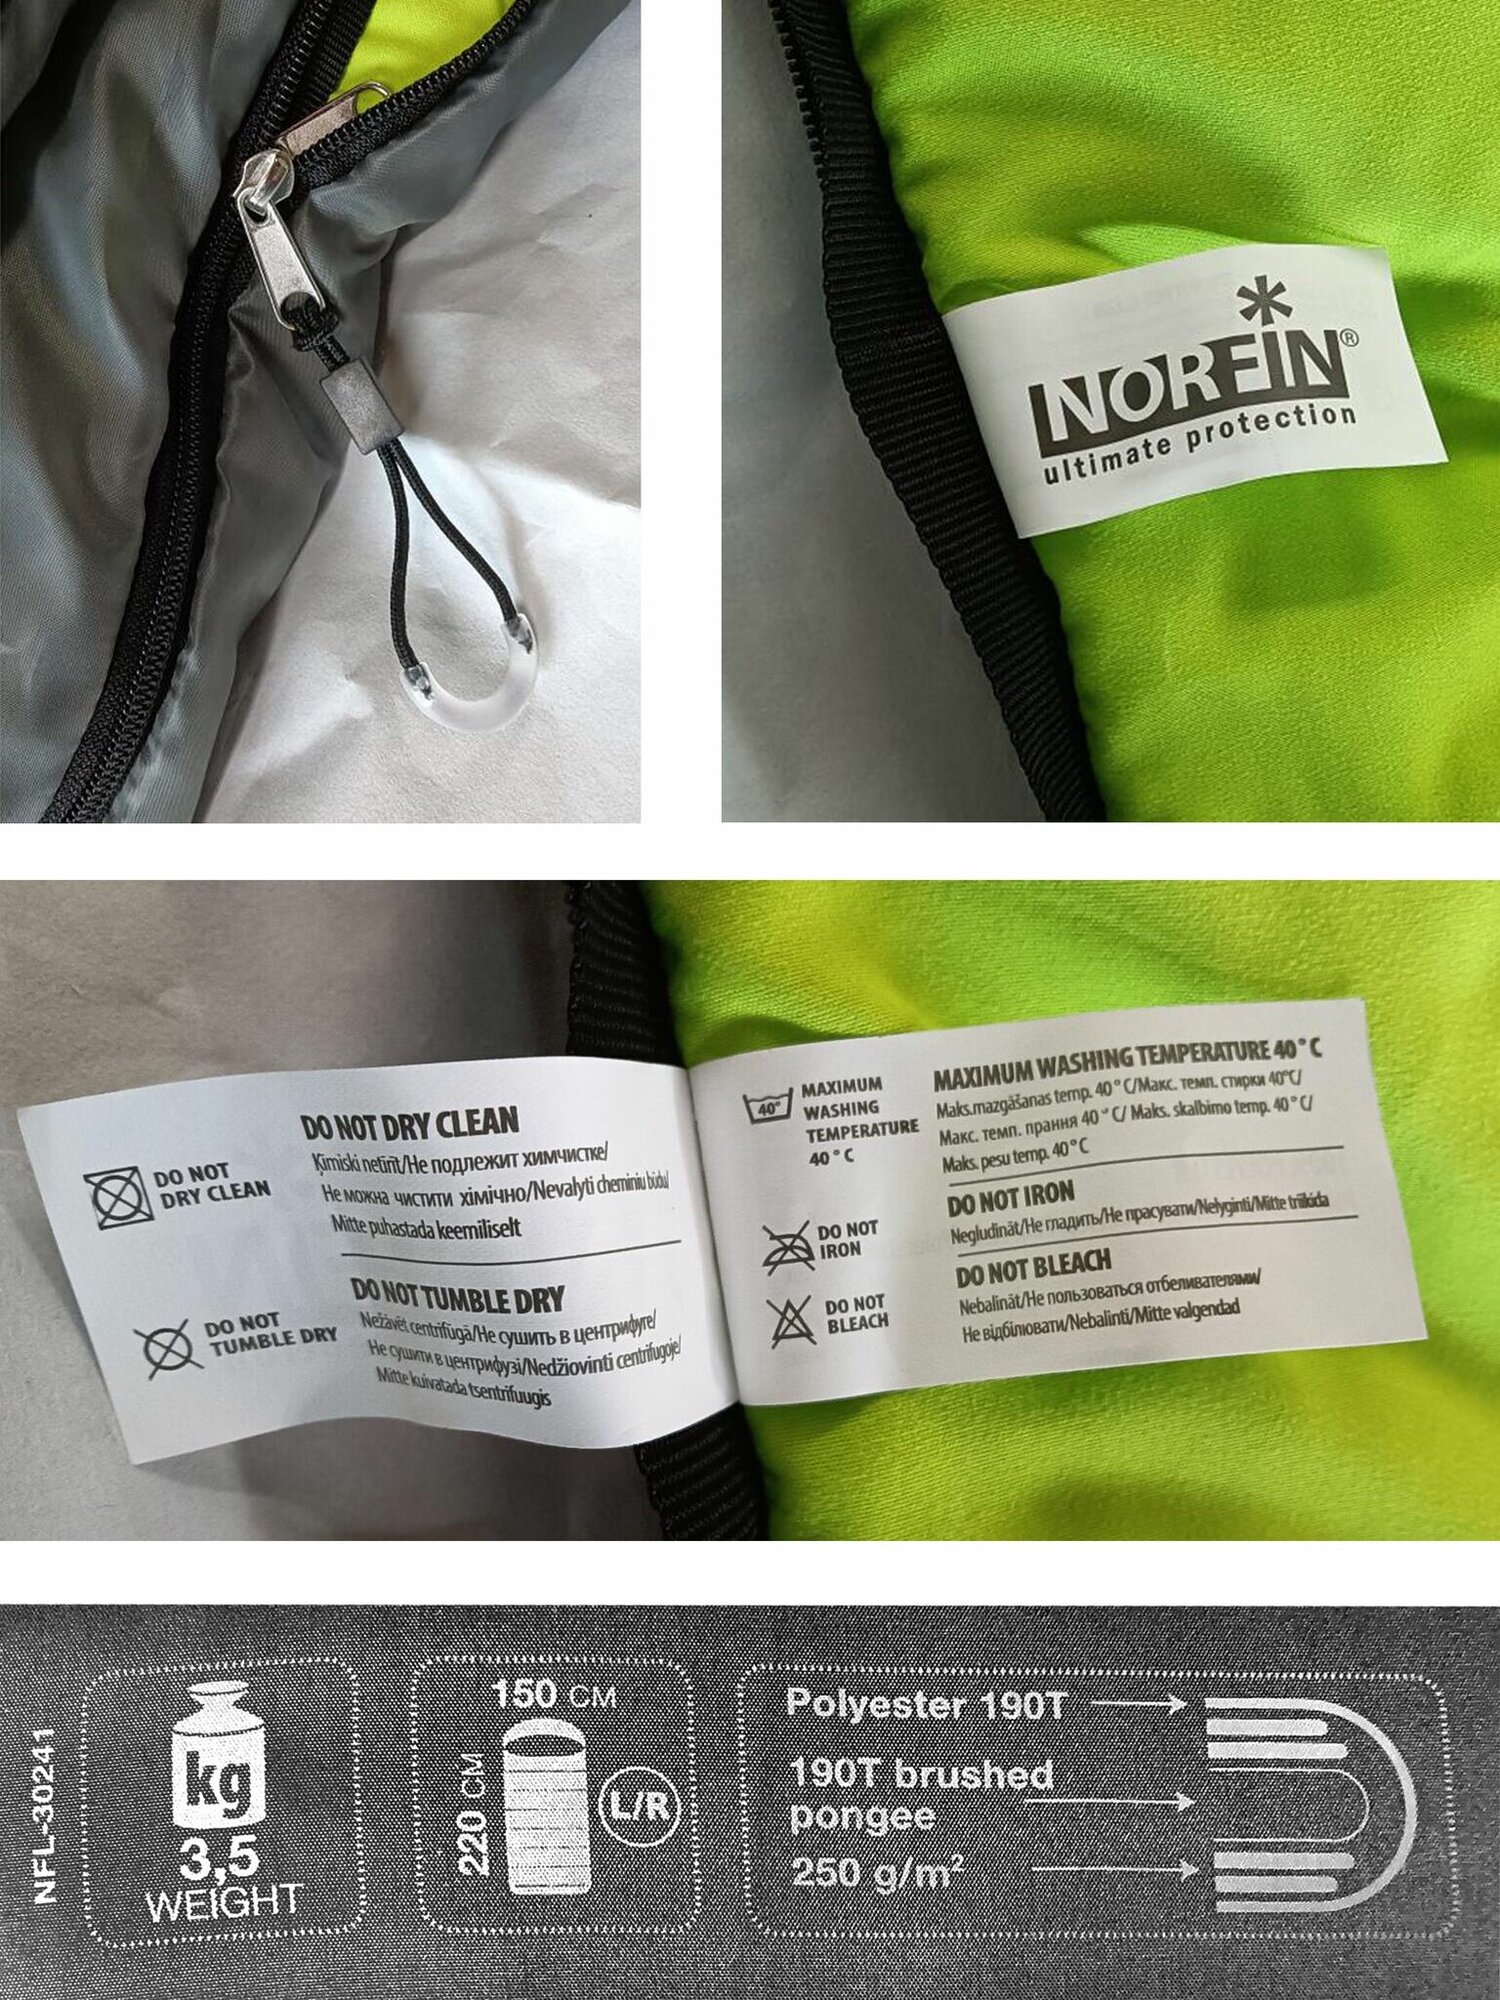 NORFIN®
ultimate protection
DO NOT
DRY CLEAN
DO NOT DRY CLEAN
Ķīmiski netīrīt/Не подлежит химчистке/
Не можна чистити хімічно/Nevalyti cheminiu būdu/
Mitte puhastada keemiliselt
DO NOT
TUMBLE DRY
DO NOT TUMBLE DRY
Nežāvēt centrifūgā/Не сушить в центрифуге/
Не сушити в центрифузі/Nedžiovinti centrifugoje/
Mitte kuivatada tsentrifuugis
40°
MAXIMUM
WASHING
TEMPERATURE
40°C
MAXIMUM WASHING TEMPERATURE 40°C
Maks.mazgāšanas temp. 40°C/Макс. темп. стирки 40°C/
Макс. темп. прання 40°C/ Maks. skalbimo temp. 40°C/
Maks. pesu temp. 40°C
DO NOT
IRON
DO NOT IRON
Negludināt/Не гладить/Не прасувати/Nelyginti/Mitte triikida
DO NOT
BLEACH
DO NOT BLEACH
Nebalināt/Не пользоваться отбеливателями/
Не відбілювати/Nebalinti/Mitte valgendad
NFL-30241
kg
3,5
WEIGHT
150 CM
220 CM
L/R
Polyester 190T
190T brushed
pongee
250 g/m²